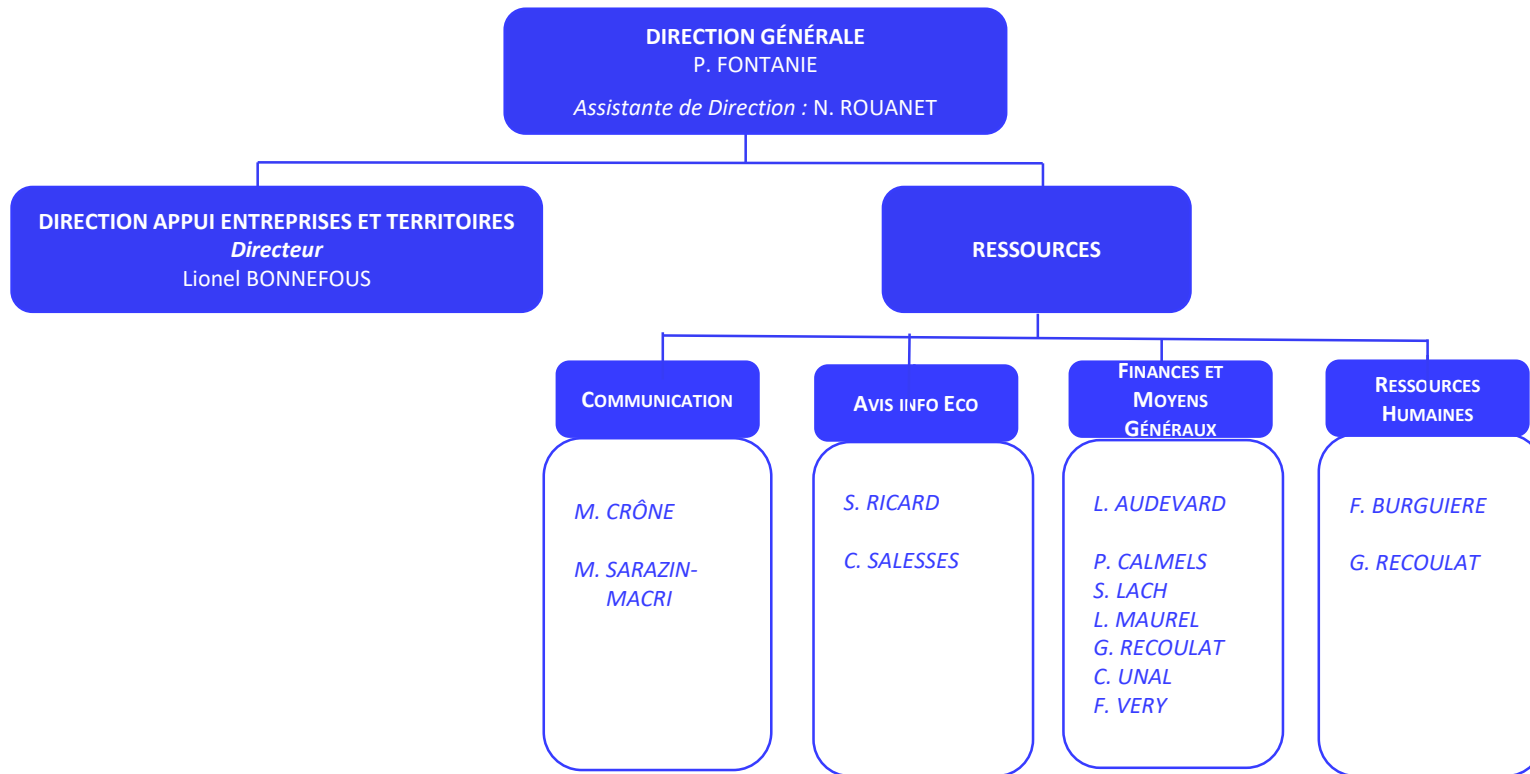 DIRECTION GÉNÉRALE
P. FONTANIE
Assistante de Direction : N. ROUANET
DIRECTION APPUI ENTREPRISES ET TERRITOIRES
Directeur
Lionel BONNEFOUS
RESSOURCES
COMMUNICATION
M. CRÔNE
M. SARAZIN-
MACRI
AVIS INFO ECO
S. RICARD
C. SALESSES
FINANCES ET
MOYENS
GÉNÉRAUX
L. AUDEVARD
P. CALMELS
S. LACH
L. MAUREL
G. RECOULAT
C. UNAL
F. VERY
RESSOURCES
HUMAINES
F. BURGUIERE
G. RECOULAT